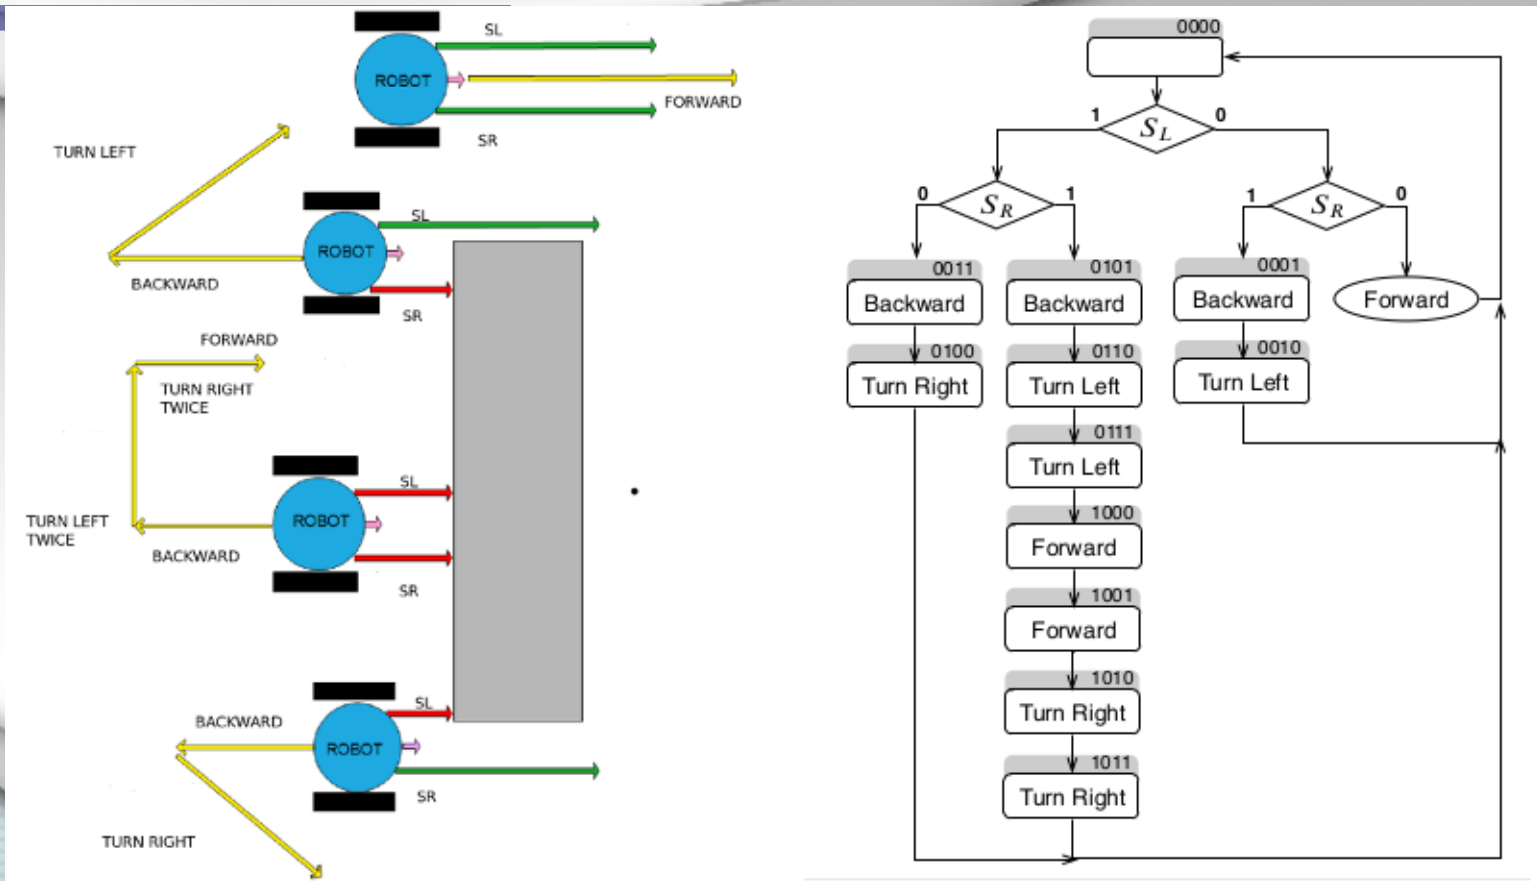 SL
ROBOT
FORWARD
SR
TURN LEFT
SL
ROBOT
BACKWARD
SR
FORWARD
TURN RIGHT
TWICE
SL
ROBOT
TURN LEFT
TWICE
BACKWARD
SR
SL
BACKWARD
ROBOT
SR
TURN RIGHT
0000
1
S_L
0
0
S_R
1
1
S_R
0
0011
Backward
0101
Backward
0001
Backward
Forward
0100
Turn Right
0110
Turn Left
0010
Turn Left
0111
Turn Left
1000
Forward
1001
Forward
1010
Turn Right
1011
Turn Right